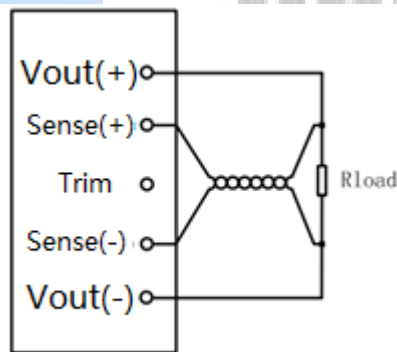 Vout(+)
Sense(+)
Trim
Rload
Sense(-)
Vout(-)